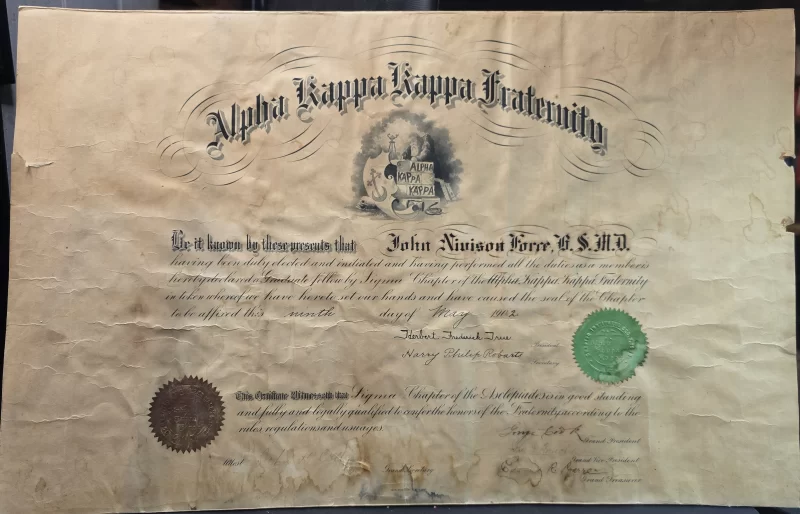 Alpha Kappa Kappa Fraternity
ALPHA
KAPPA
KAPPA
Be it known by these presents that John Nivison Force, B.S.M.D.
having been duly elected and initiated and having performed all the duties as a member is
hereby declared a Graduate fellow by Sigma Chapter of the Alpha Kappa Kappa Fraternity
in token whereof we have hereto set our hands and have caused the seal of the Chapter
to be affixed this ninth day of May 1902
Herbert Frederick True President
Harry Philip Robarts Secretary
This Certificate Witnesseth that Sigma Chapter of the Asclepiades is in good standing
and fully and legally qualified to confer the honors of the Fraternity according to the
rules regulations and usages
George Cook
Grand President
Attest Grand Secretary Grand Vice President
Grand Treasurer